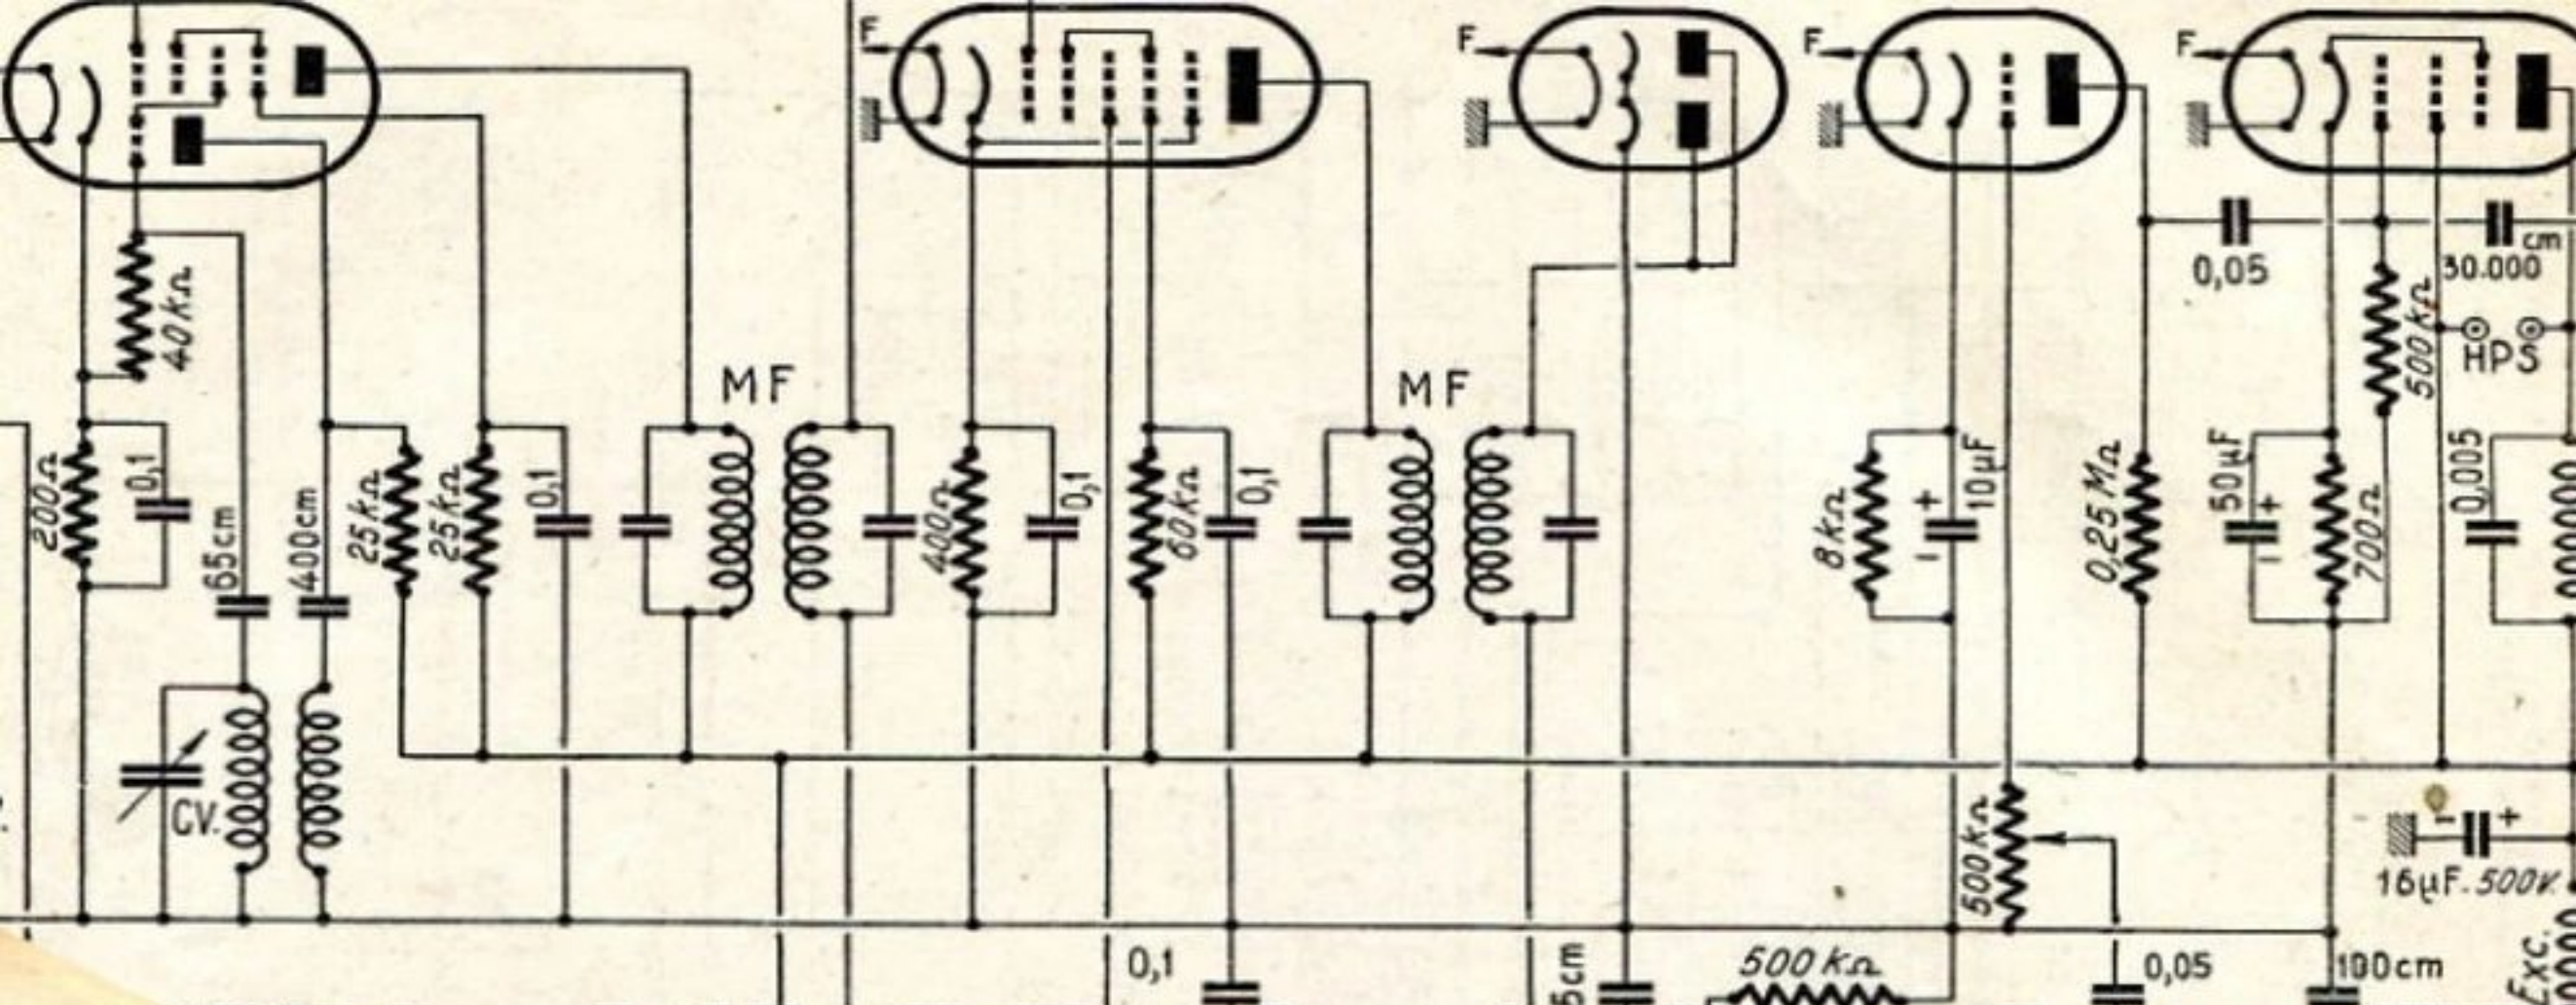 F
F
F
F
40kΩ
0,05
cm
30.000
500kΩ
HPS
MF
MF
200Ω
0,1
65cm
400cm
25kΩ
25kΩ
0,1
400Ω
0,1
60kΩ
0,1
8kΩ
+
10µF
−
0,25MΩ
50µF
+
−
700Ω
0,005
CV.
500kΩ
− +
16µF.500V.
0,1
5cm
500kΩ
0,05
100cm
Exc.